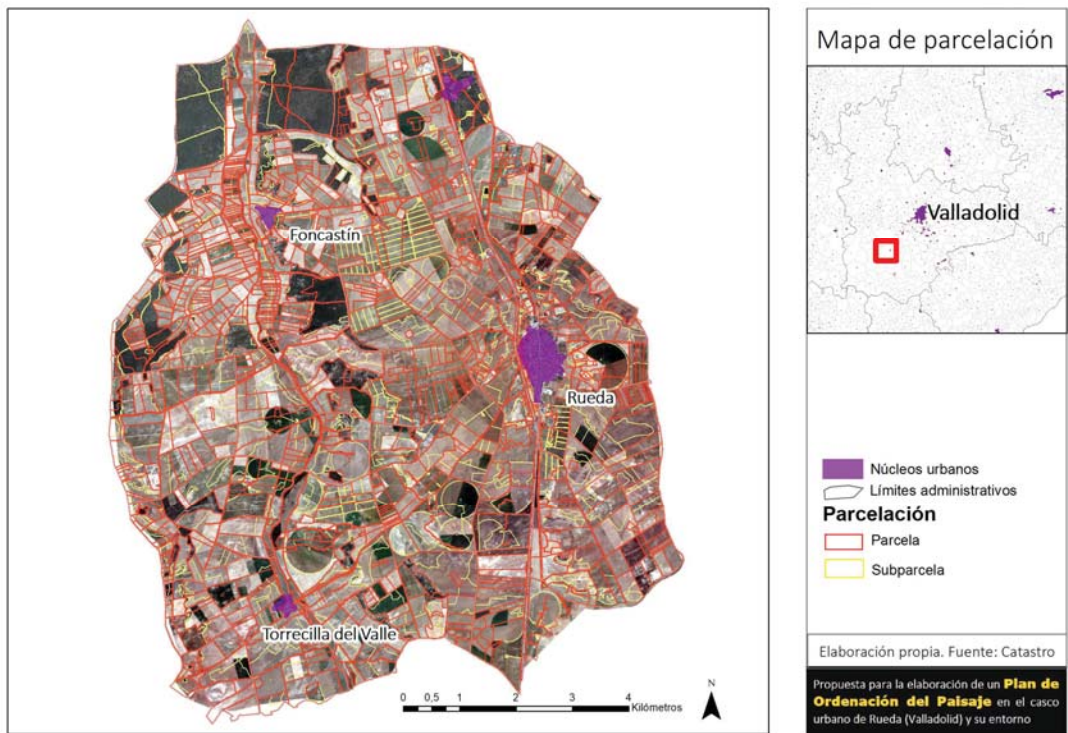 Foncastín
Rueda
Torrecilla del Valle
0 0,5 1 2 3 4
Kilómetros
N
Mapa de parcelación
Valladolid
Núcleos urbanos
Límites administrativos
Parcelación
Parcela
Subparcela
Elaboración propia. Fuente: Catastro
Propuesta para la elaboración de un Plan de
Ordenación del Paisaje en el casco
urbano de Rueda (Valladolid) y su entorno